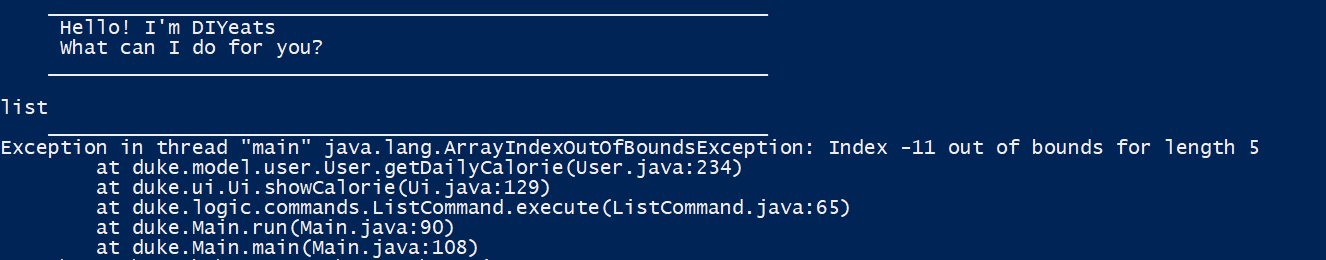 Hello! I'm DIYeats
What can I do for you?
list
Exception in thread "main" java.lang.ArrayIndexOutOfBoundsException: Index -11 out of bounds for length 5
at duke.model.user.User.getDailyCalorie(User.java:234)
at duke.ui.Ui.showCalorie(Ui.java:129)
at duke.logic.commands.ListCommand.execute(ListCommand.java:65)
at duke.Main.run(Main.java:90)
at duke.Main.main(Main.java:108)